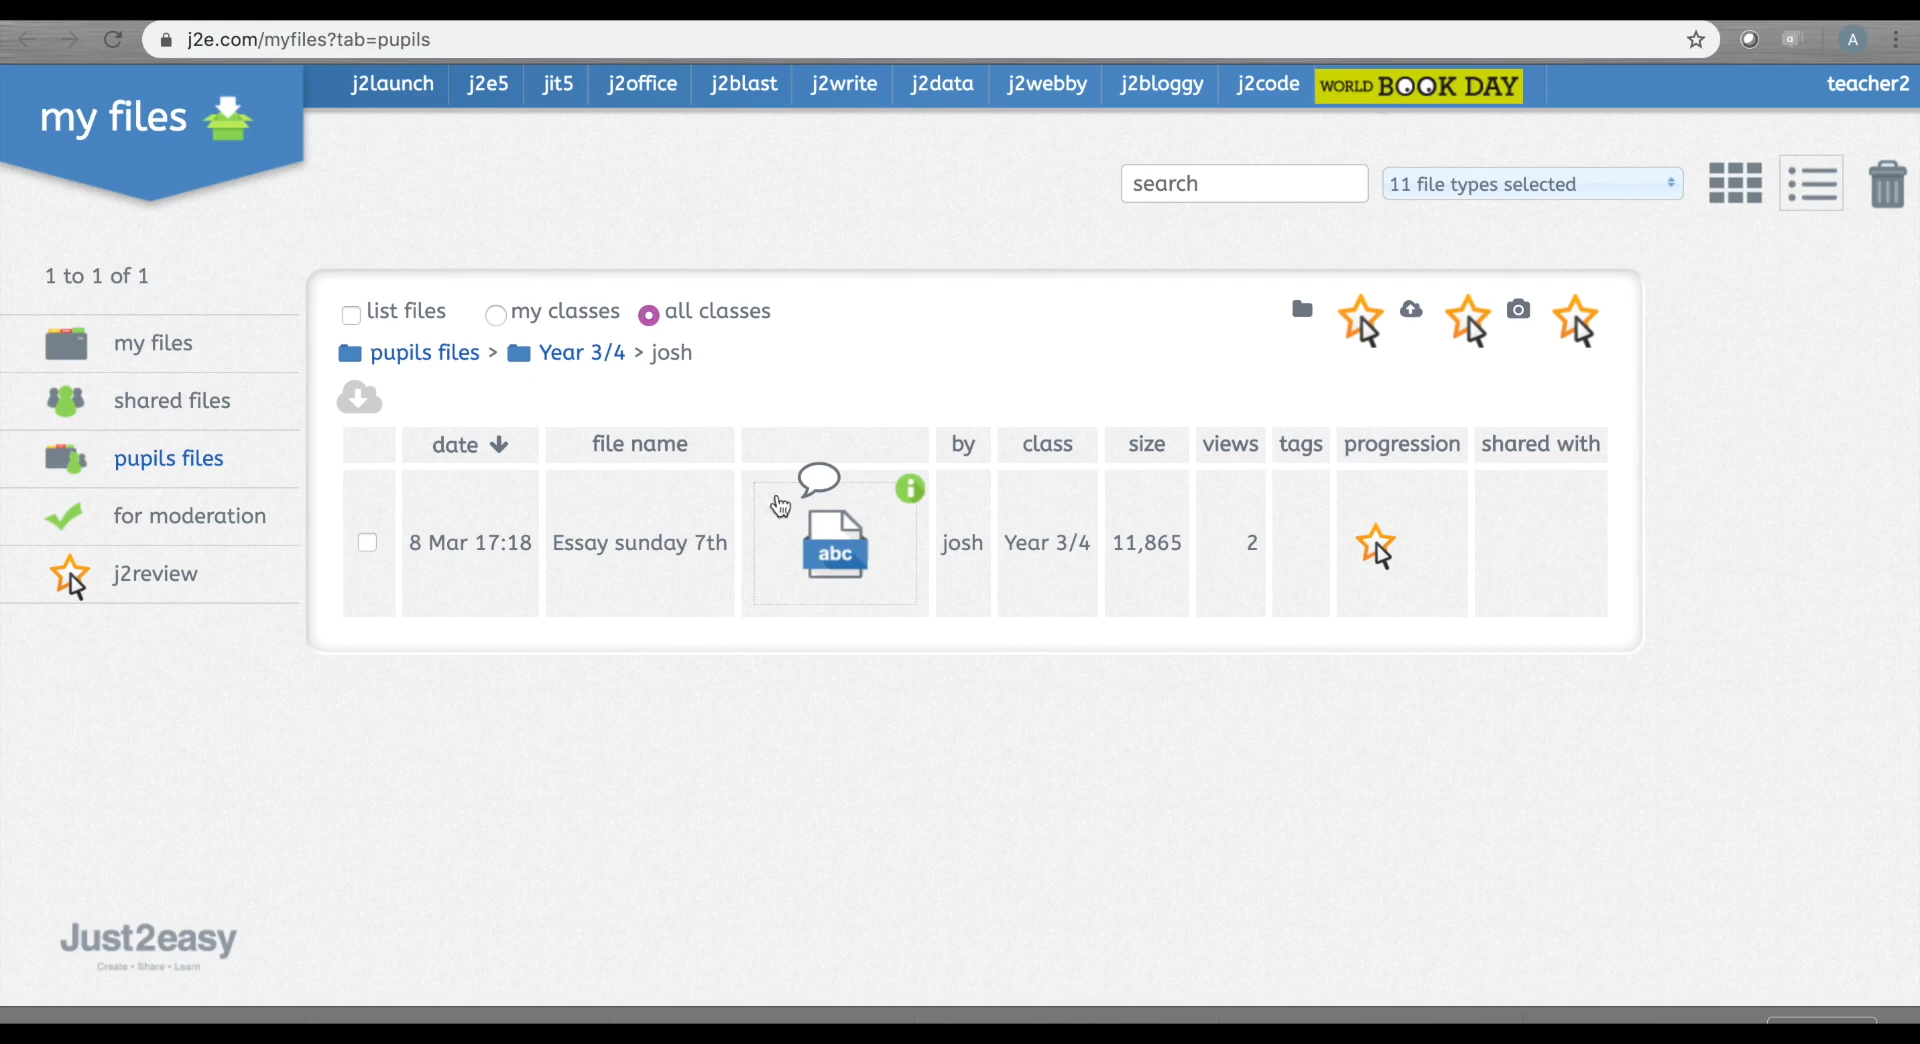 j2e.com/myfiles?tab=pupils
A
my files
j2launch j2e5 jit5 j2office j2blast j2write j2data j2webby j2bloggy j2code WORLD BOOK DAY teacher2
search 11 file types selected
1 to 1 of 1
my files
shared files
pupils files
for moderation
j2review
list files my classes all classes
pupils files > Year 3/4 > josh
date file name by class size views tags progression shared with
8 Mar 17:18 Essay sunday 7th abc josh Year 3/4 11,865 2
Just2easy
Create • Share • Learn